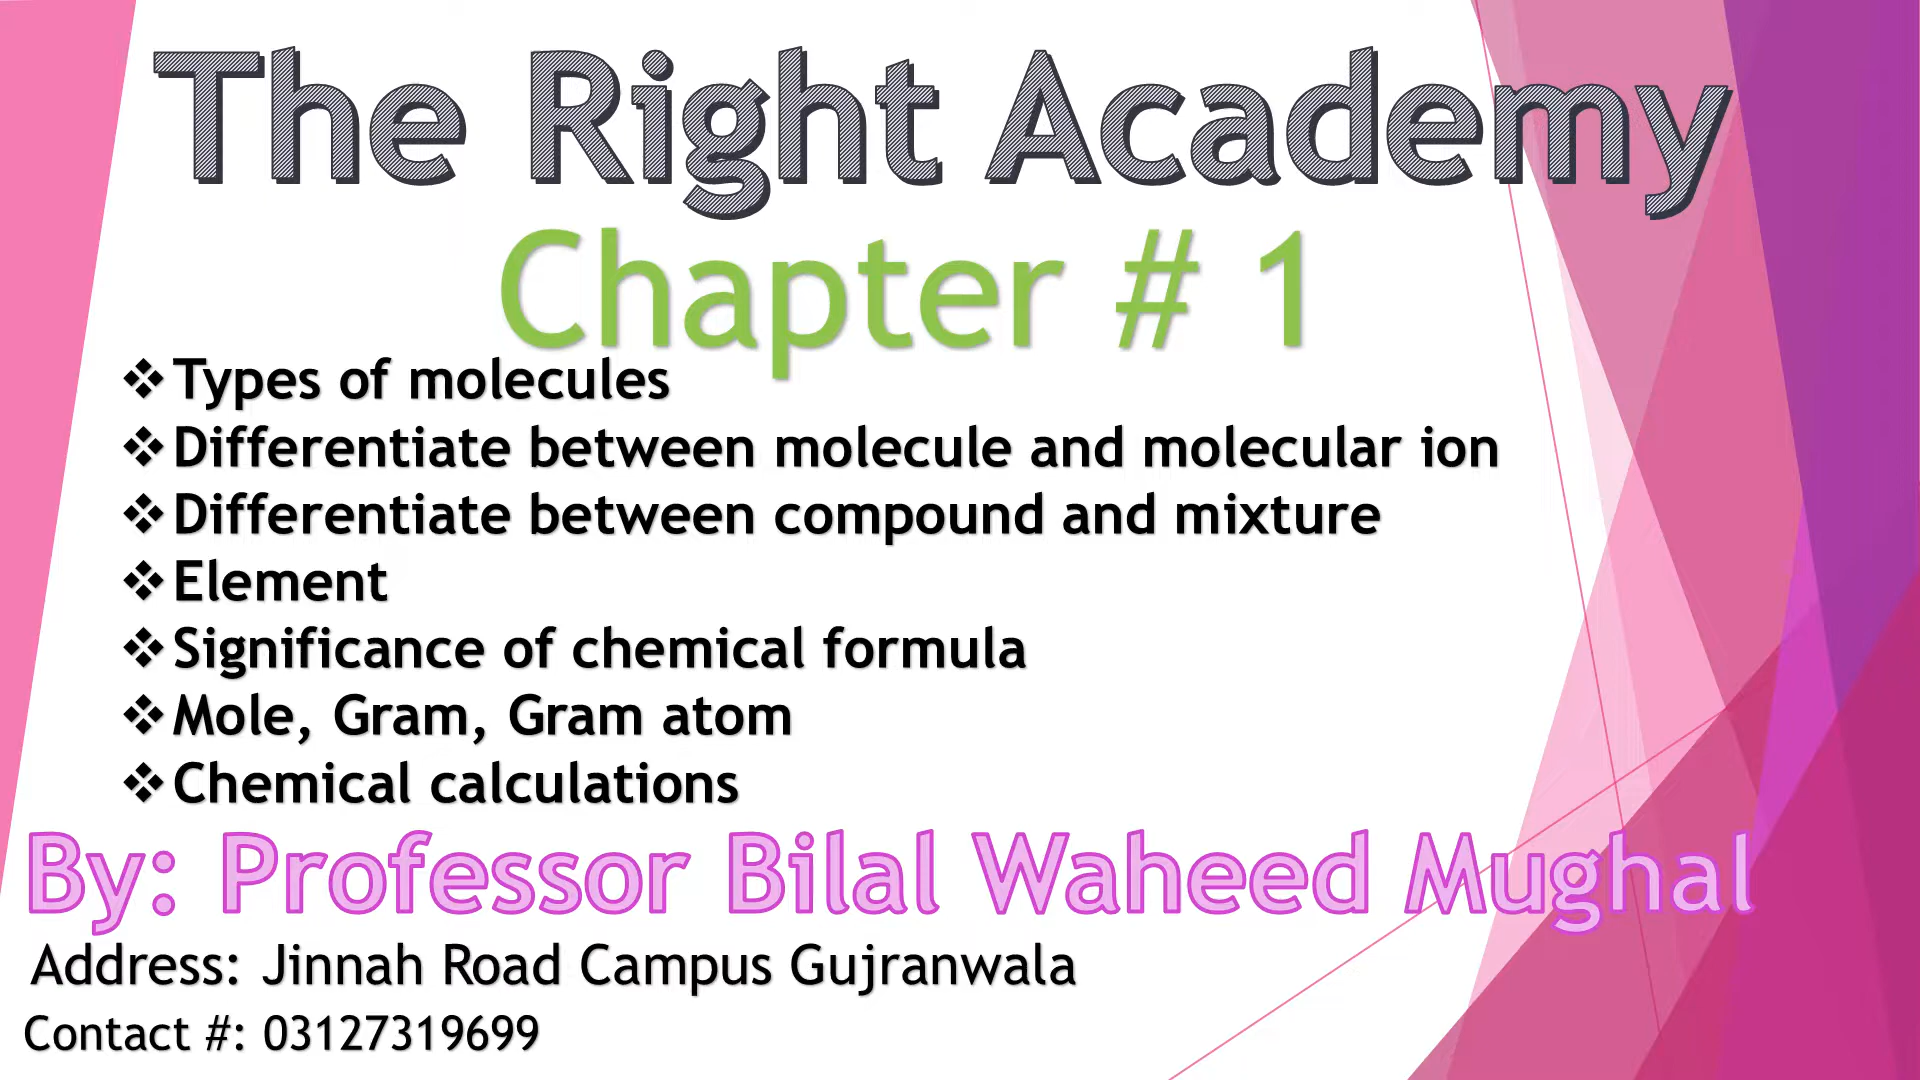 The Right Academy
Chapter # 1
❖Types of molecules
❖Differentiate between molecule and molecular ion
❖Differentiate between compound and mixture
❖Element
❖Significance of chemical formula
❖Mole, Gram, Gram atom
❖Chemical calculations
By: Professor Bilal Waheed Mughal
Address: Jinnah Road Campus Gujranwala
Contact #: 03127319699